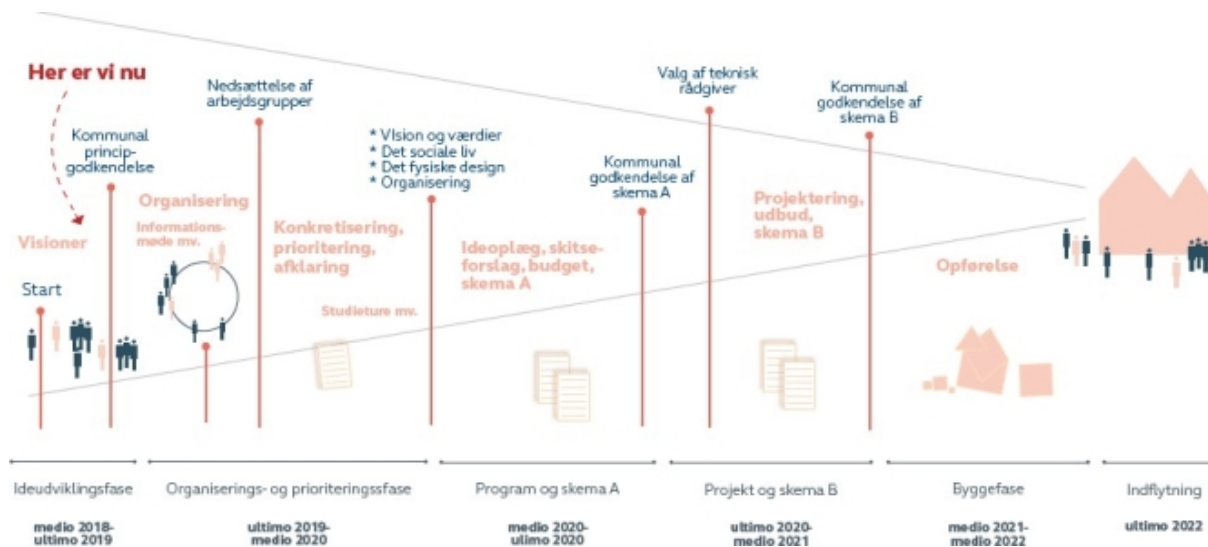 Her er vi nu
Nedsættelse af
arbejdsgrupper
Valg af teknisk
rådgiver
Kommunal
godkendelse af
skema B
Kommunal
princip-
godkendelse
* VIsion og værdier
* Det sociale liv
* Det fysiske design
* Organisering
Kommunal
godkendelse af
skema A
Organisering
Informations-
møde mv.
Visioner
Konkretisering,
prioritering,
afklaring
Ideoplæg, skitse-
forslag, budget,
skema A
Projektering,
udbud,
skema B
Opførelse
Start
Studieture mv.
Ideudviklingsfase
Organiserings- og prioriteringssfase
Program og skema A
Projekt og skema B
Byggefase
Indflytning
medio 2018-
ultimo 2019
ultimo 2019-
medio 2020
medio 2020-
ullimo 2020
ultimo 2020-
medio 2021
medio 2021-
medio 2022
ultimo 2022